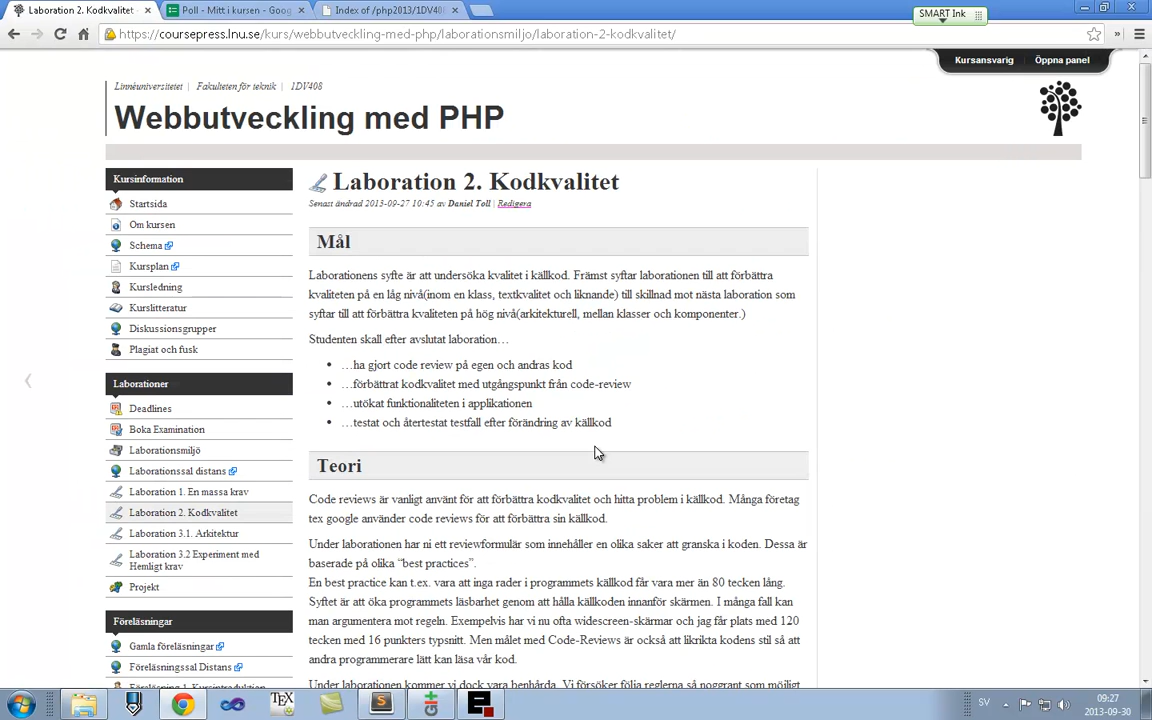 Laboration 2. Kodkvalitet
Poll - Mitt i kursen - Goog
Index of /php2013/1DV40
SMART Ink
https://coursepress.lnu.se/kurs/webbutveckling-med-php/laborationsmiljo/laboration-2-kodkvalitet/
Kursansvarig
Öppna panel
Linnéuniversitetet | Fakulteten för teknik | 1DV408
Webbutveckling med PHP
Kursinformation
Startsida
Om kursen
Schema
Kursplan
Kursledning
Kurslitteratur
Diskussionsgrupper
Plagiat och fusk
Laborationer
Deadlines
Boka Examination
Laborationsmiljö
Laborationssal distans
Laboration 1. En massa krav
Laboration 2. Kodkvalitet
Laboration 3.1. Arkitektur
Laboration 3.2 Experiment med
Hemligt krav
Projekt
Föreläsningar
Gamla föreläsningar
Föreläsningssal Distans
Föreläsning 1. Kursintroduktion
Laboration 2. Kodkvalitet
Senast ändrad 2013-09-27 10:45 av Daniel Toll | Redigera
Mål
Laborationens syfte är att undersöka kvalitet i källkod. Främst syftar laborationen till att förbättra
kvaliteten på en låg nivå(inom en klass, textkvalitet och liknande) till skillnad mot nästa laboration som
syftar till att förbättra kvaliteten på hög nivå(arkitekturell, mellan klasser och komponenter.)
Studenten skall efter avslutat laboration…
…ha gjort code review på egen och andras kod
…förbättrat kodkvalitet med utgångspunkt från code-review
…utökat funktionaliteten i applikationen
…testat och återtestat testfall efter förändring av källkod
Teori
Code reviews är vanligt använt för att förbättra kodkvalitet och hitta problem i källkod. Många företag
tex google använder code reviews för att förbättra sin källkod.
Under laborationen har ni ett reviewformulär som innehåller en olika saker att granska i koden. Dessa är
baserade på olika “best practices”.
En best practice kan t.ex. vara att inga rader i programmets källkod får vara mer än 80 tecken lång.
Syftet är att öka programmets läsbarhet genom att hålla källkoden innanför skärmen. I många fall kan
man argumentera mot regeln. Exempelvis har vi nu ofta widescreen-skärmar och jag får plats med 120
tecken med 16 punkters typsnitt. Men målet med Code-Reviews är också att likrikta kodens stil så att
andra programmerare lätt kan läsa vår kod.
Under laborationen kommer vi dock vara benhårda. Vi försöker följa reglerna så noggrant som möjligt
SV
09:27
2013-09-30